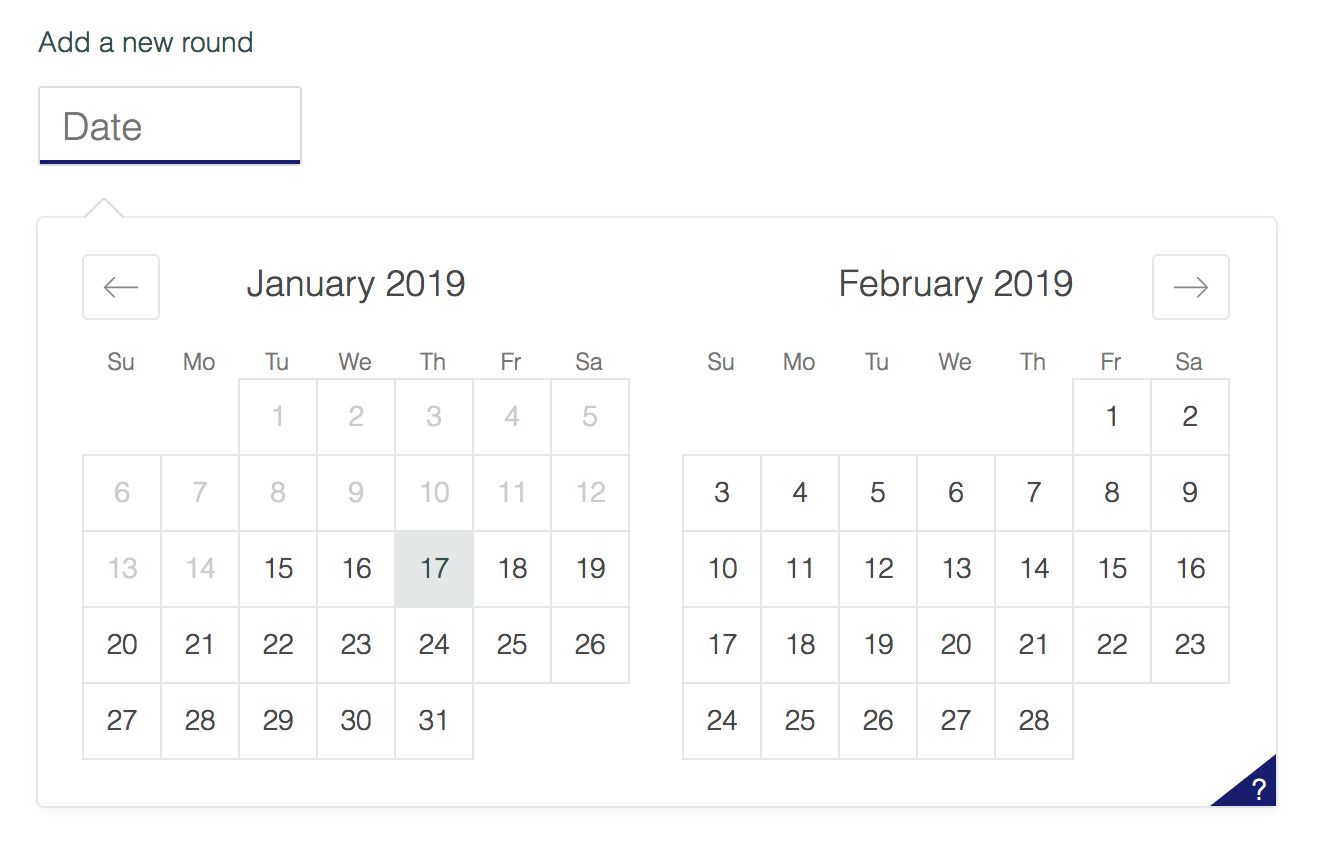 Add a new round
Date
← January 2019
Su Mo Tu We Th Fr Sa
1 2 3 4 5
6 7 8 9 10 11 12
13 14 15 16 17 18 19
20 21 22 23 24 25 26
27 28 29 30 31
February 2019 →
Su Mo Tu We Th Fr Sa
1 2
3 4 5 6 7 8 9
10 11 12 13 14 15 16
17 18 19 20 21 22 23
24 25 26 27 28
?